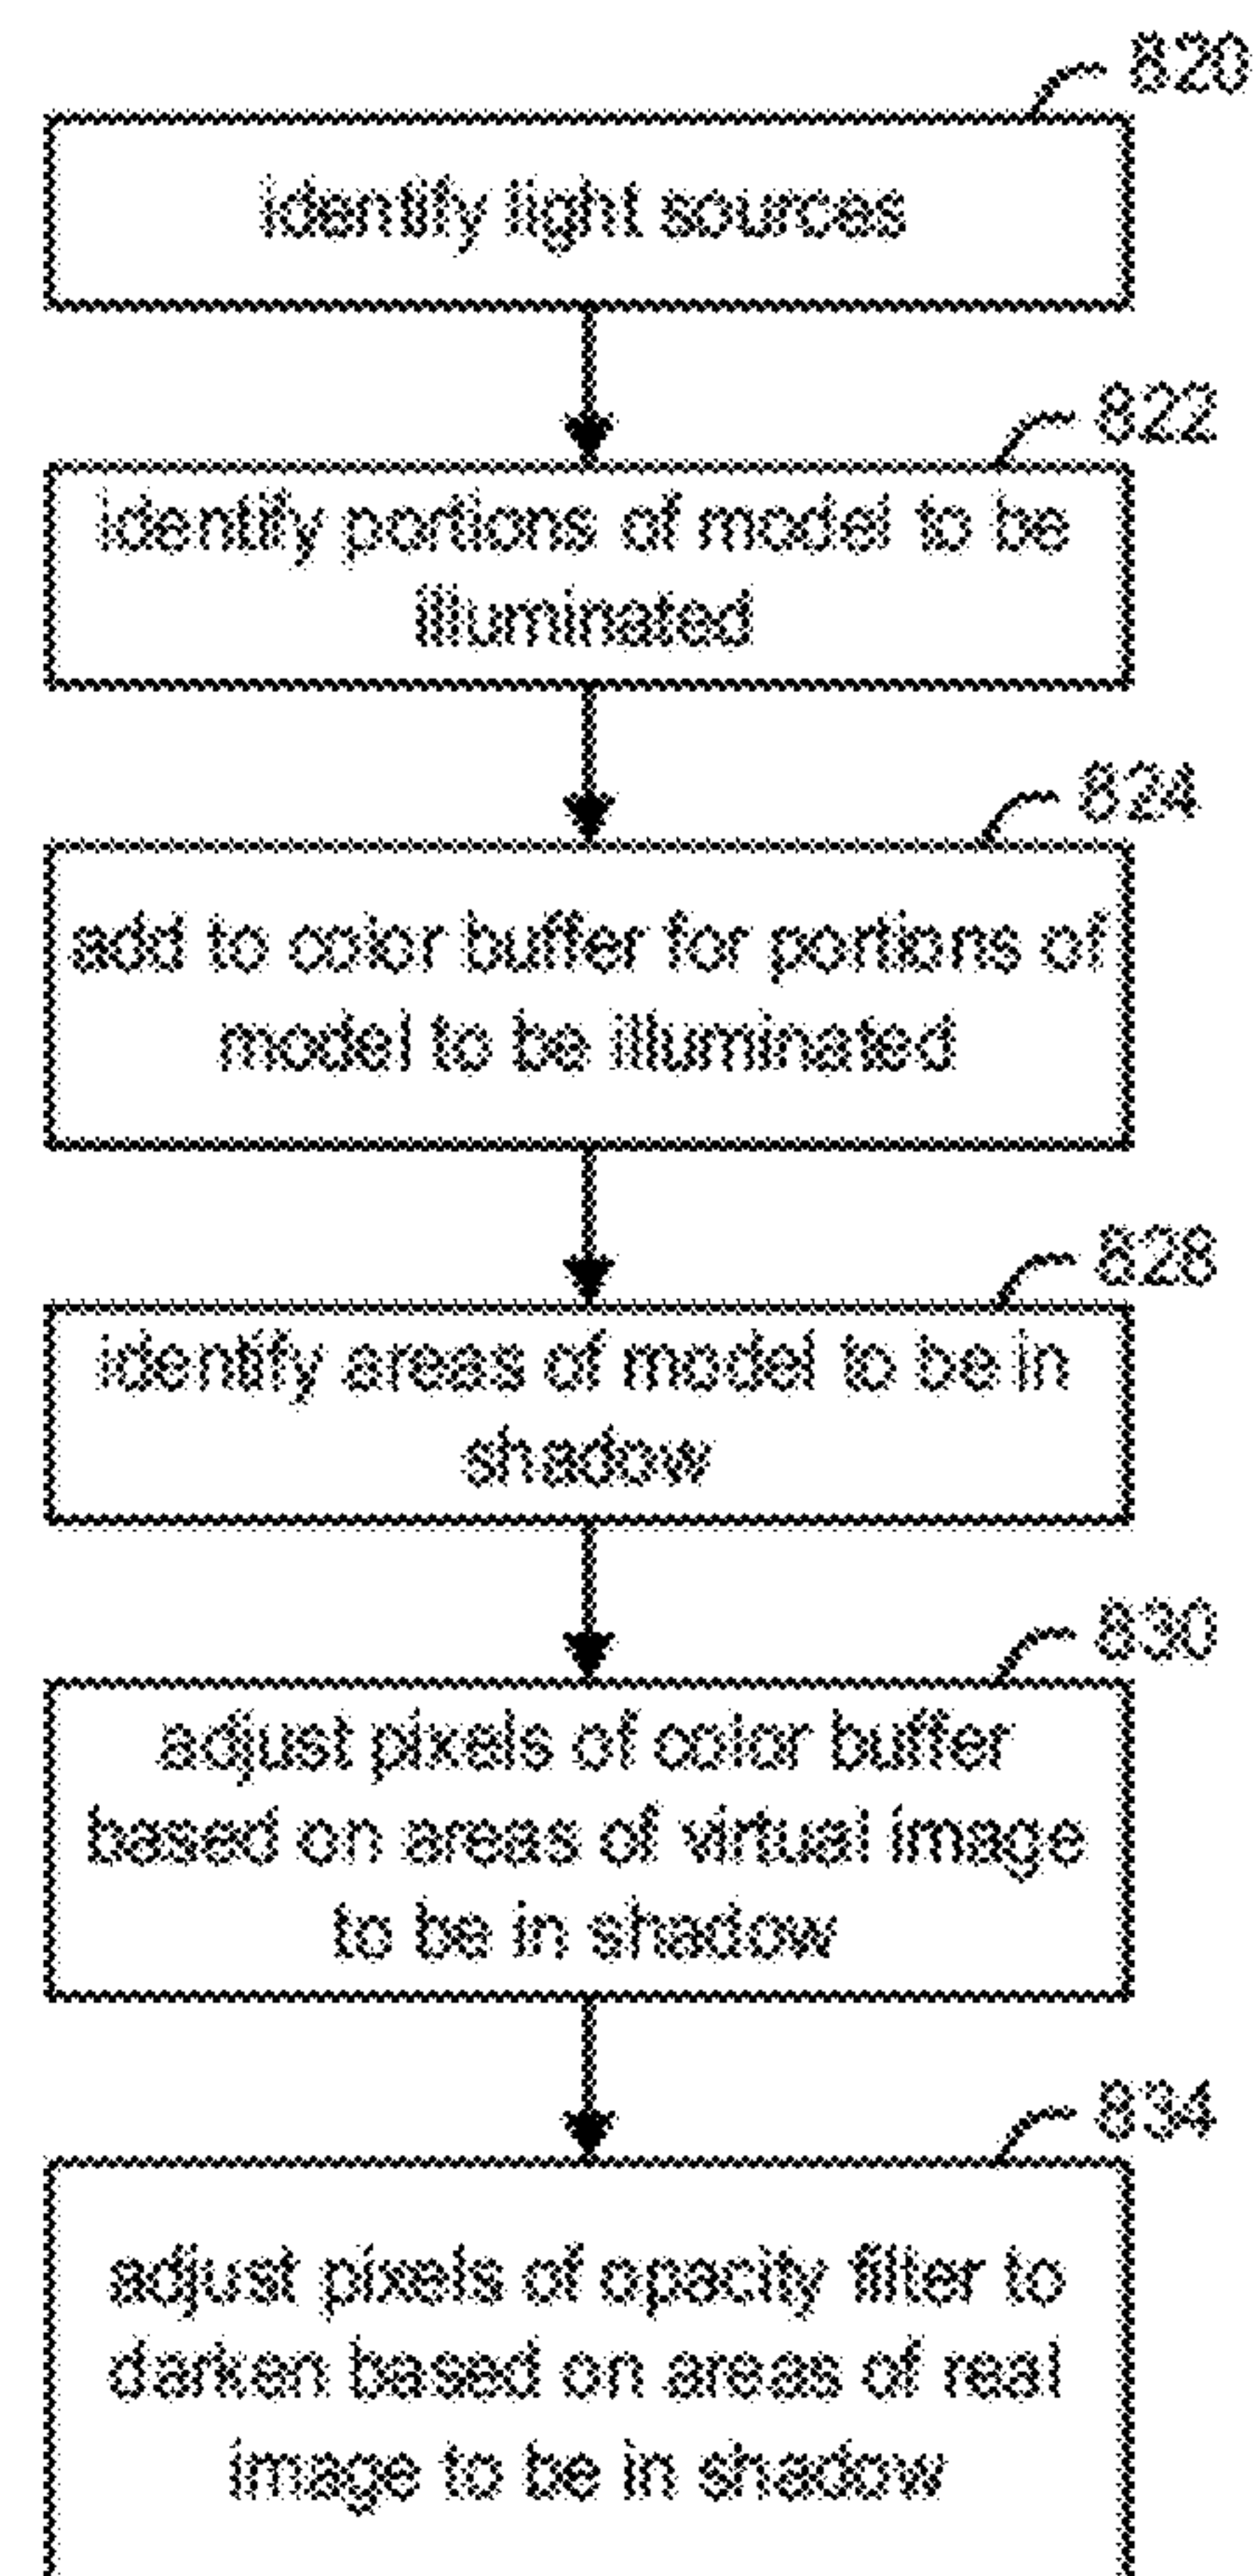 820
identify light sources
822
identify portions of model to be
illuminated
824
add to color buffer for portions of
model to be illuminated
828
identify areas of model to be in
shadow
830
adjust pixels of color buffer
based on areas of virtual image
to be in shadow
834
adjust pixels of opacity filter to
darken based on areas of real
image to be in shadow